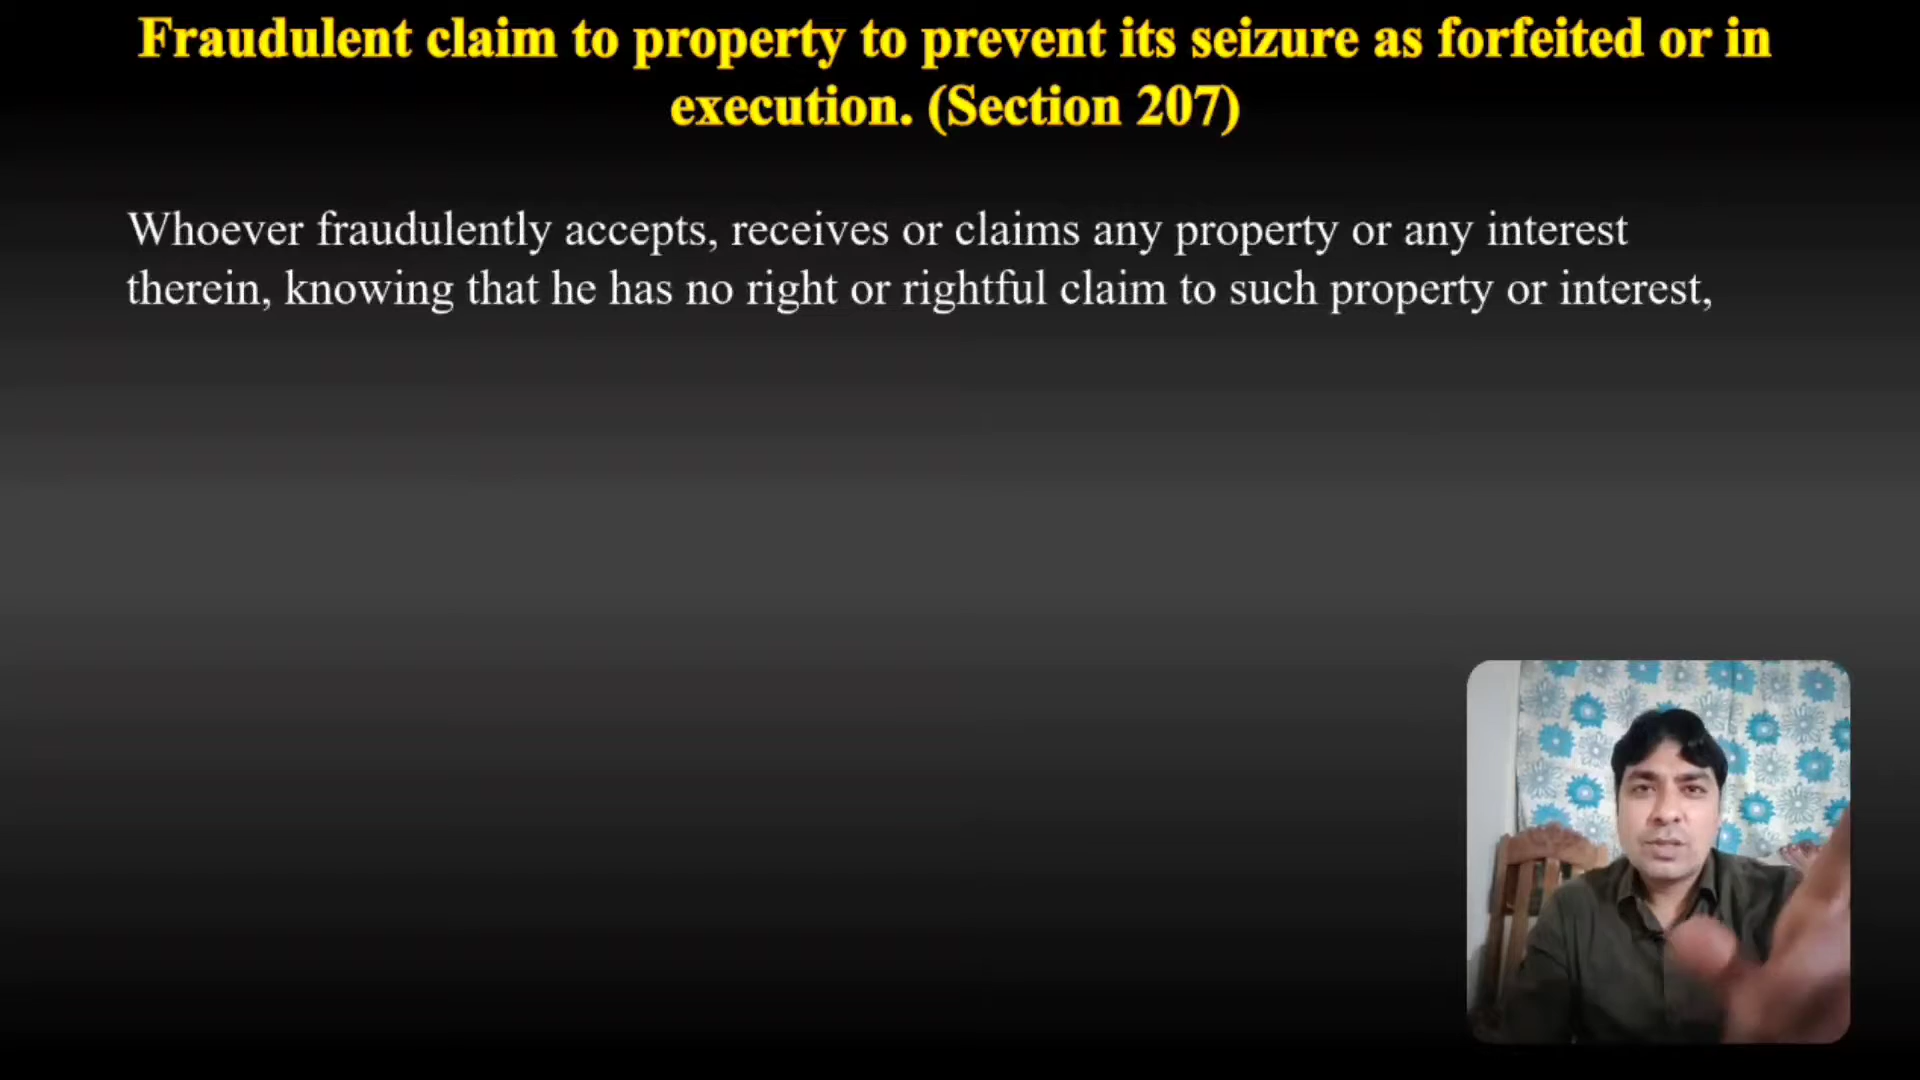 Fraudulent claim to property to prevent its seizure as forfeited or in
execution. (Section 207)
Whoever fraudulently accepts, receives or claims any property or any interest
therein, knowing that he has no right or rightful claim to such property or interest,